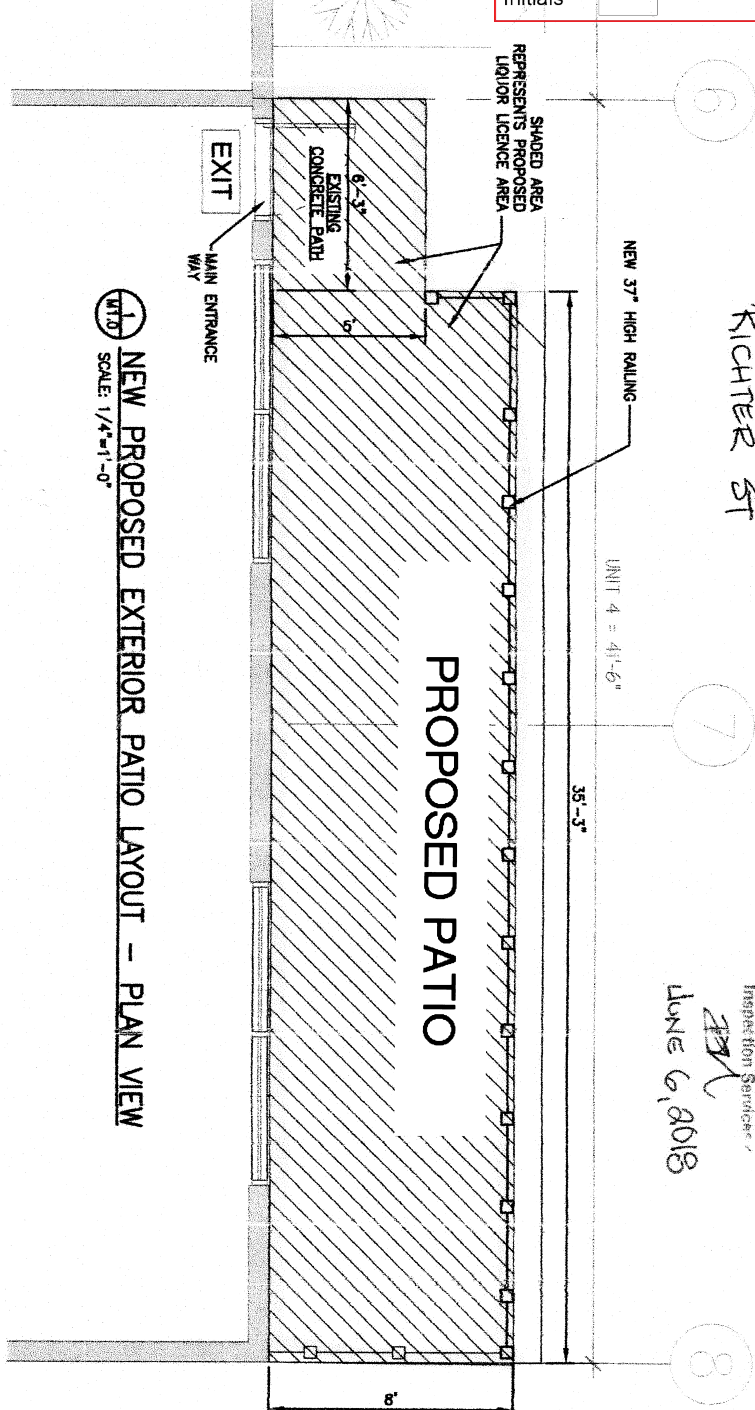 Initials
RICHTER ST
6
7
8
Inspection Services
JUNE 6, 2018
SHADED AREA
REPRESENTS PROPOSED
LIQUOR LICENCE AREA
NEW 37" HIGH RAILING
UNIT 4 = 41'-6"
35'-3"
6'-3"
EXISTING
CONCRETE PATH
5'
EXIT
MAIN ENTRANCE
WAY
PROPOSED PATIO
8'
1
M1.0
NEW PROPOSED EXTERIOR PATIO LAYOUT - PLAN VIEW
SCALE: 1/4"=1'-0"